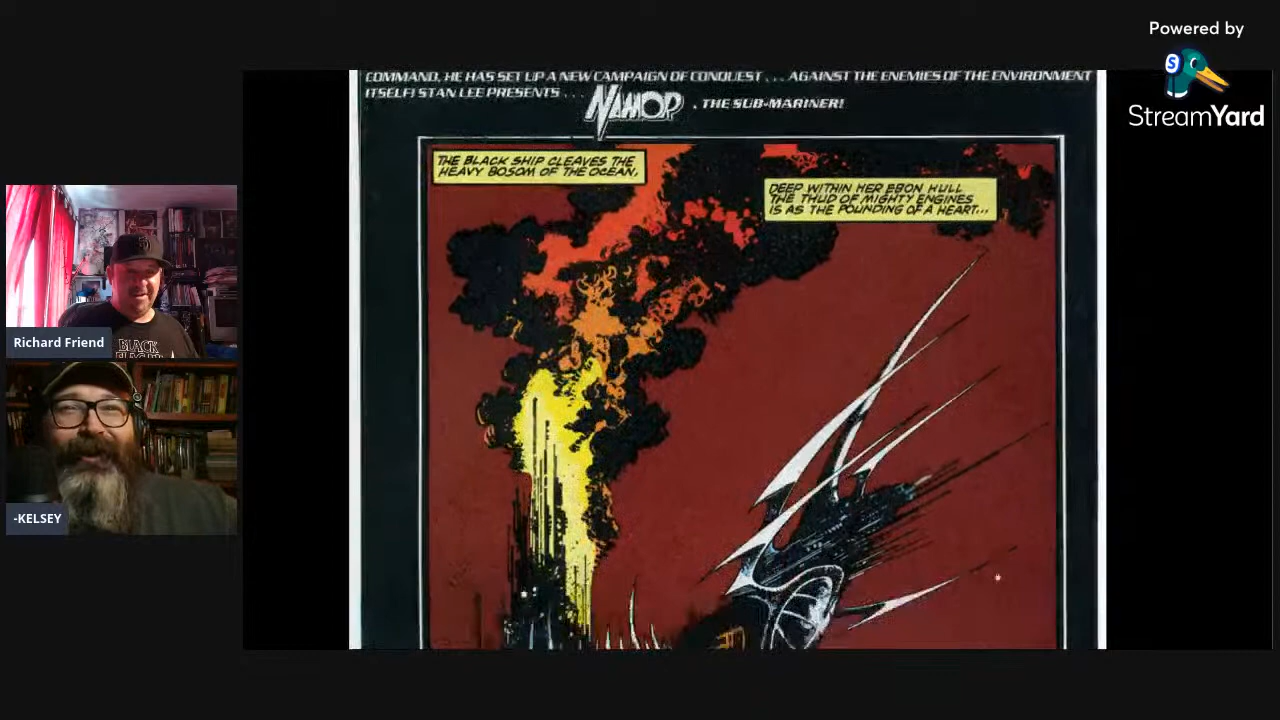 Powered by
StreamYard
COMMAND, HE HAS SET UP A NEW CAMPAIGN OF CONQUEST . . . AGAINST THE ENEMIES OF THE ENVIRONMENT
ITSELF! STAN LEE PRESENTS . . . NAMOR , THE SUB-MARINER!
THE BLACK SHIP CLEAVES THE
HEAVY BOSOM OF THE OCEAN,
DEEP WITHIN HER EBON HULL
THE THUD OF MIGHTY ENGINES
IS AS THE POUNDING OF A HEART...
Richard Friend
BLACK
-KELSEY